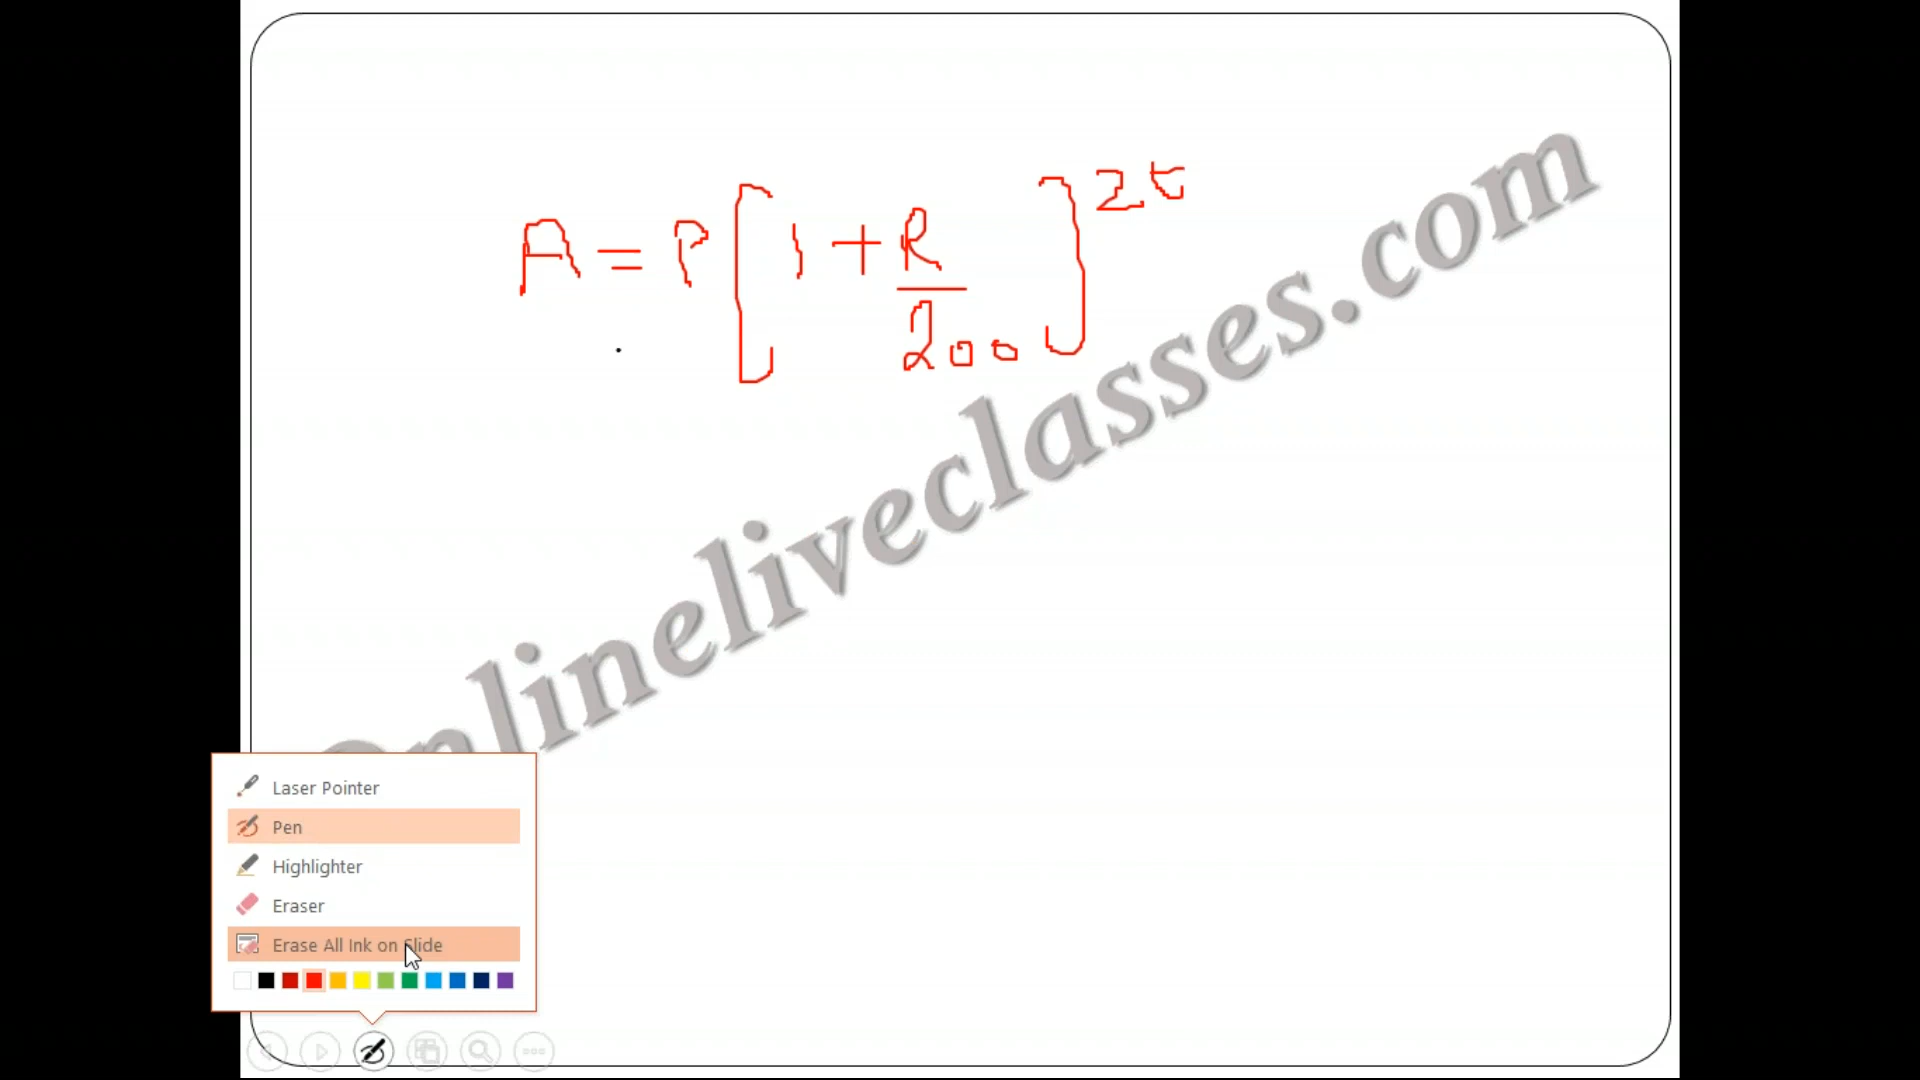 A = P[1 + R/200]^2t
Onlineliveclasses.com
Laser Pointer
Pen
Highlighter
Eraser
Erase All Ink on Slide